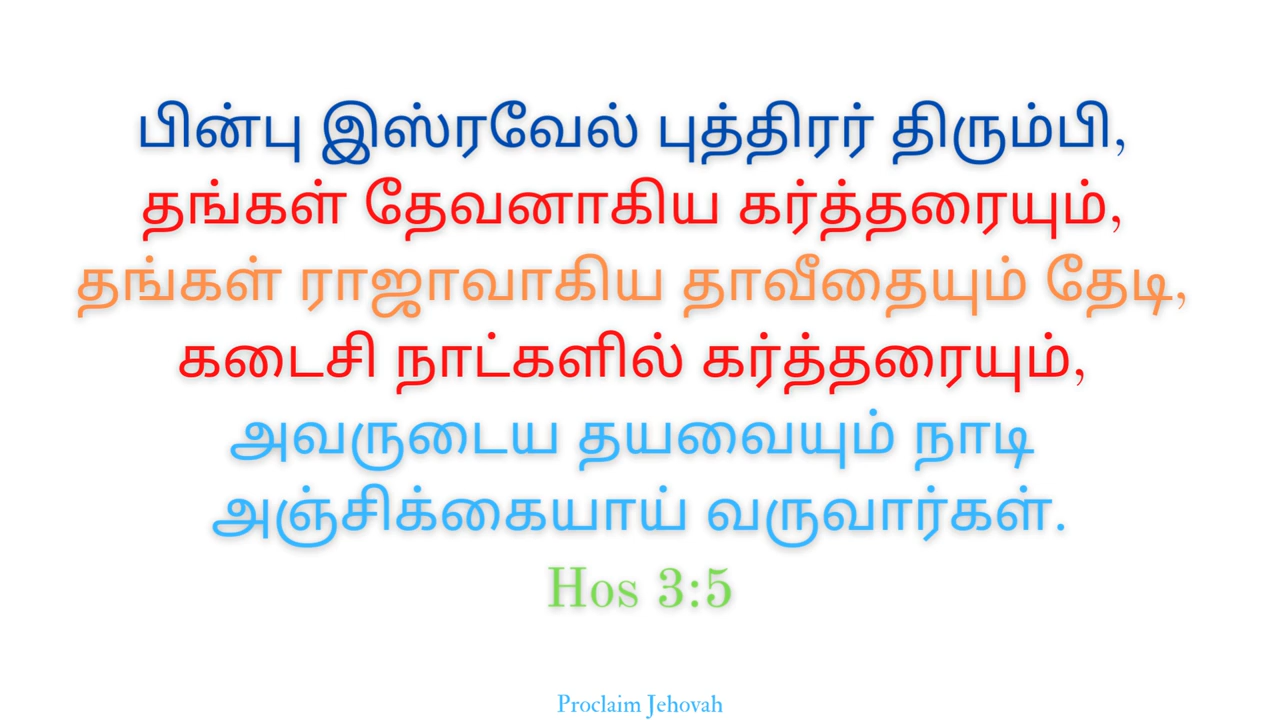 பின்பு இஸ்ரவேல் புத்திரர் திரும்பி,
தங்கள் தேவனாகிய கர்த்தரையும்,
தங்கள் ராஜாவாகிய தாவீதையும் தேடி,
கடைசி நாட்களில் கர்த்தரையும்,
அவருடைய தயவையும் நாடி
அஞ்சிக்கையாய் வருவார்கள்.
Hos 3:5
Proclaim Jehovah